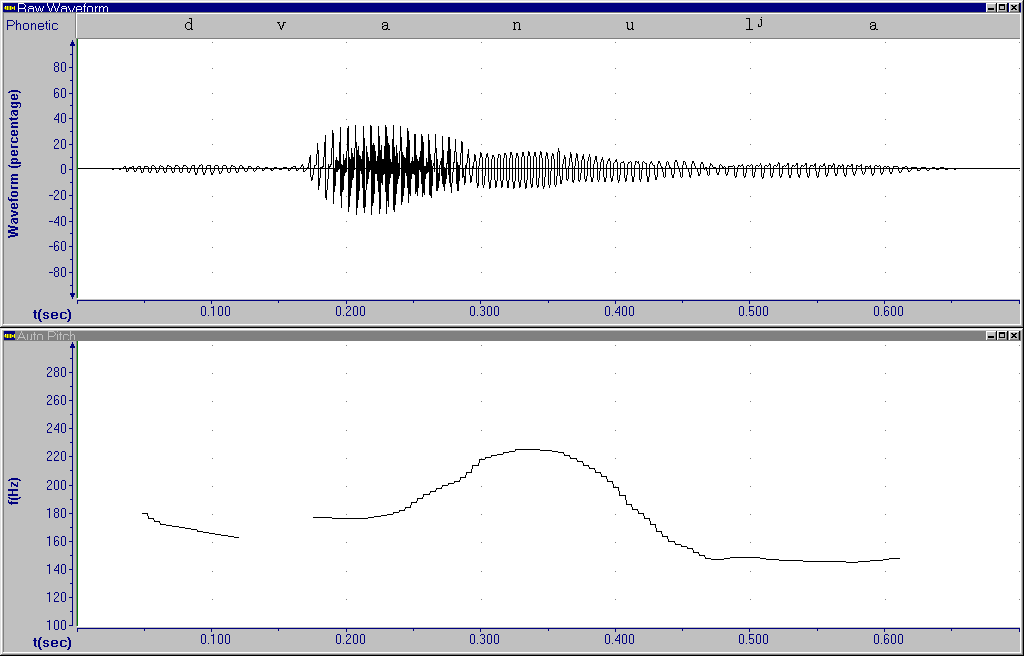 Raw Waveform
Phonetic d v a n u lʲ a
80
60
40
20
0
-20
-40
-60
-80
Waveform (percentage)
t(sec) 0.100 0.200 0.300 0.400 0.500 0.600
Auto Pitch
280
260
240
220
200
180
160
140
120
100
f(Hz)
t(sec) 0.100 0.200 0.300 0.400 0.500 0.600